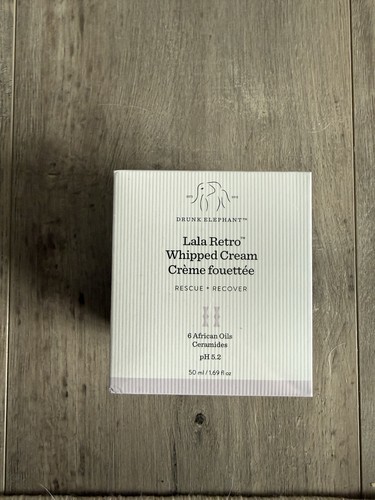 DRUNK ELEPHANT™
Lala Retro™
Whipped Cream
Crème fouettée
RESCUE + RECOVER
6 African Oils
Ceramides
pH 5.2
50 ml / 1.69 fl oz